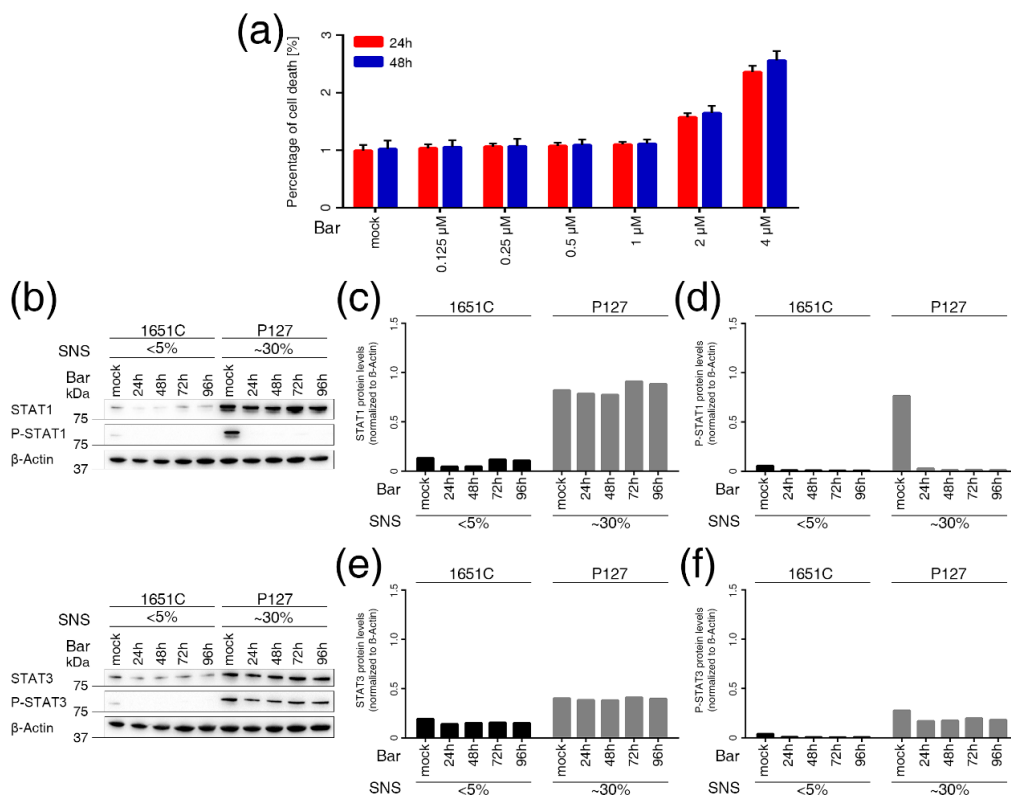 (a)
Percentage of cell death [%]
3
2
1
0
24h
48h
Bar
mock
0.125 µM
0.25 µM
0.5 µM
1 µM
2 µM
4 µM
(b)
1651C P127
SNS <5% ~30%
Bar
kDa
mock 24h 48h 72h 96h mock 24h 48h 72h 96h
STAT1
75
P-STAT1
75
β-Actin
37
(c)
1651C P127
STAT1 protein levels
(normalized to ß-Actin)
1.5
1.0
0.5
0
Bar
mock 24h 48h 72h 96h mock 24h 48h 72h 96h
SNS <5% ~30%
(d)
1651C P127
P-STAT1 protein levels
(normalized to ß-Actin)
1.5
1.0
0.5
0
Bar
mock 24h 48h 72h 96h mock 24h 48h 72h 96h
SNS <5% ~30%
1651C P127
SNS <5% ~30%
Bar
kDa
mock 24h 48h 72h 96h mock 24h 48h 72h 96h
STAT3
75
P-STAT3
75
β-Actin
37
(e)
1651C P127
STAT3 protein levels
(normalized to ß-Actin)
1.5
1.0
0.5
0
Bar
mock 24h 48h 72h 96h mock 24h 48h 72h 96h
SNS <5% ~30%
(f)
1651C P127
P-STAT3 protein levels
(normalized to ß-Actin)
1.5
1.0
0.5
0
Bar
mock 24h 48h 72h 96h mock 24h 48h 72h 96h
SNS <5% ~30%